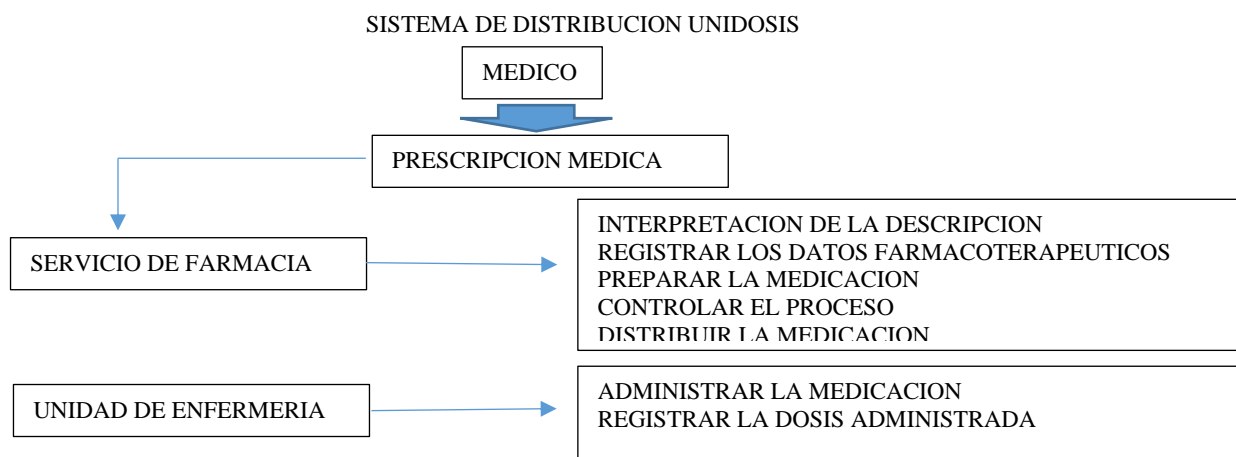 SISTEMA DE DISTRIBUCION UNIDOSIS
MEDICO
PRESCRIPCION MEDICA
SERVICIO DE FARMACIA
INTERPRETACION DE LA DESCRIPCION
REGISTRAR LOS DATOS FARMACOTERAPEUTICOS
PREPARAR LA MEDICACION
CONTROLAR EL PROCESO
DISTRIBUIR LA MEDICACION
UNIDAD DE ENFERMERIA
ADMINISTRAR LA MEDICACION
REGISTRAR LA DOSIS ADMINISTRADA